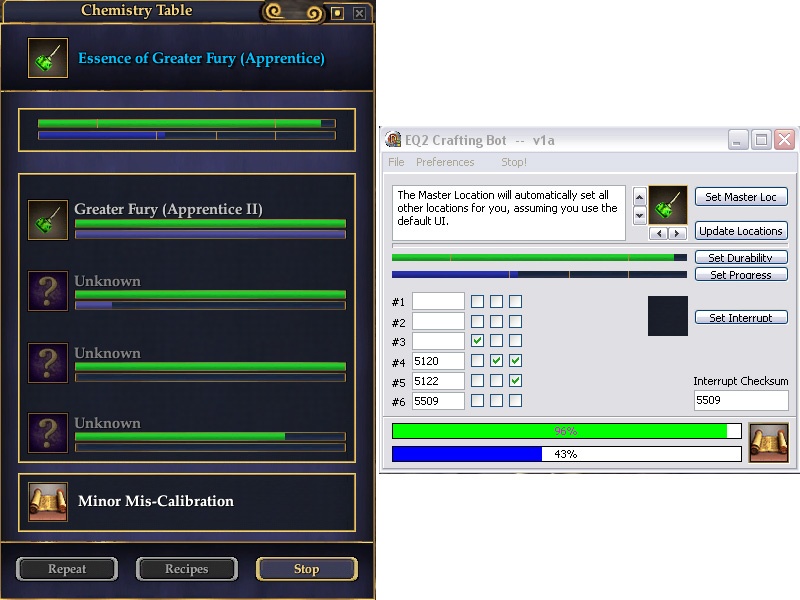 Chemistry Table
Essence of Greater Fury (Apprentice)
Greater Fury (Apprentice II)
Unknown
Unknown
Unknown
Minor Mis-Calibration
Repeat
Recipes
Stop
EQ2 Crafting Bot -- v1a
File Preferences Stop!
The Master Location will automatically set all
other locations for you, assuming you use the
default UI.
Set Master Loc
Update Locations
Set Durability
Set Progress
Set Interrupt
#1
#2
#3
#4 5120
#5 5122
#6 5509
Interrupt Checksum
5509
96%
43%